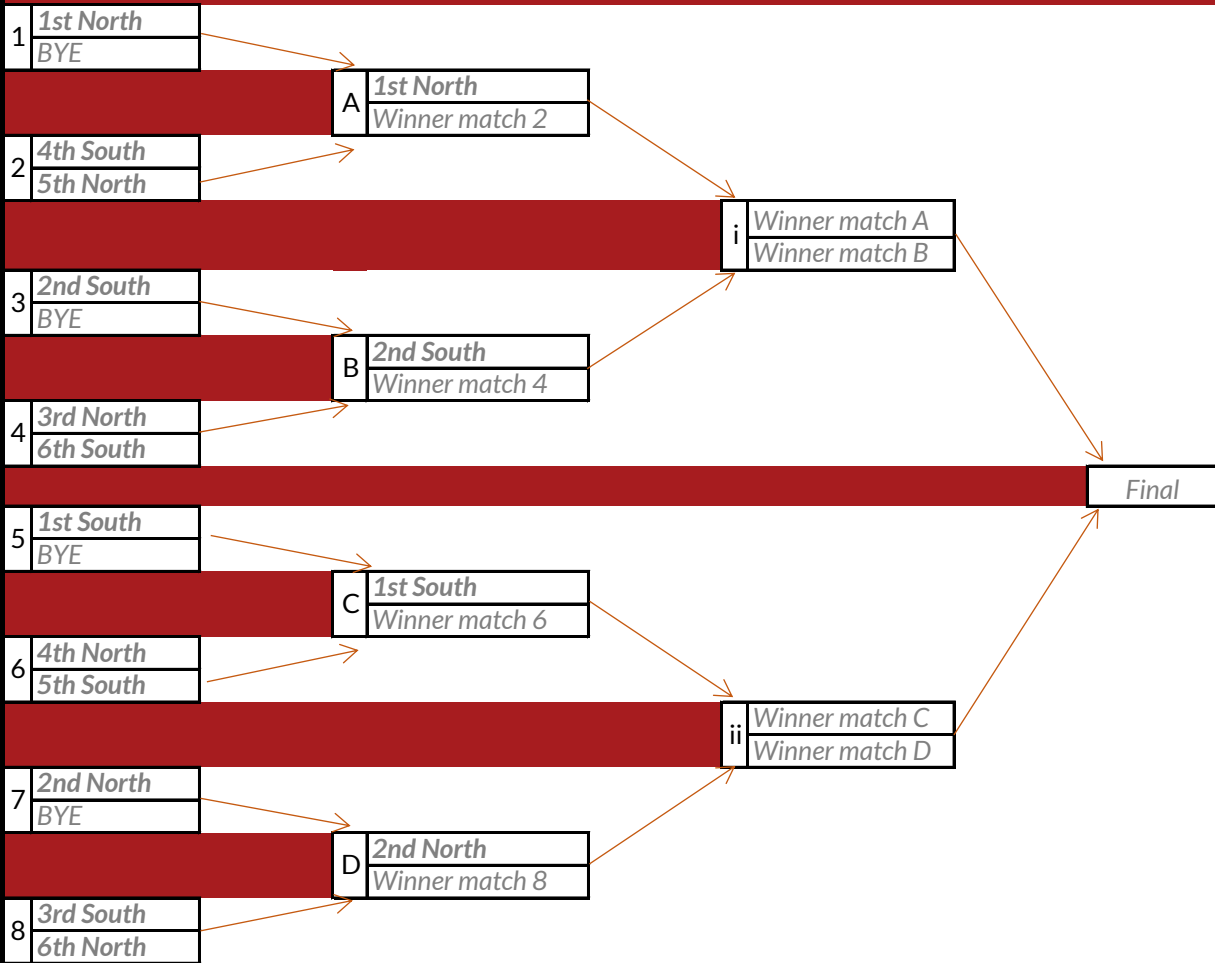 1
1st North
BYE
A
1st North
Winner match 2
2
4th South
5th North
i
Winner match A
Winner match B
3
2nd South
BYE
B
2nd South
Winner match 4
4
3rd North
6th South
Final
5
1st South
BYE
C
1st South
Winner match 6
6
4th North
5th South
ii
Winner match C
Winner match D
7
2nd North
BYE
D
2nd North
Winner match 8
8
3rd South
6th North